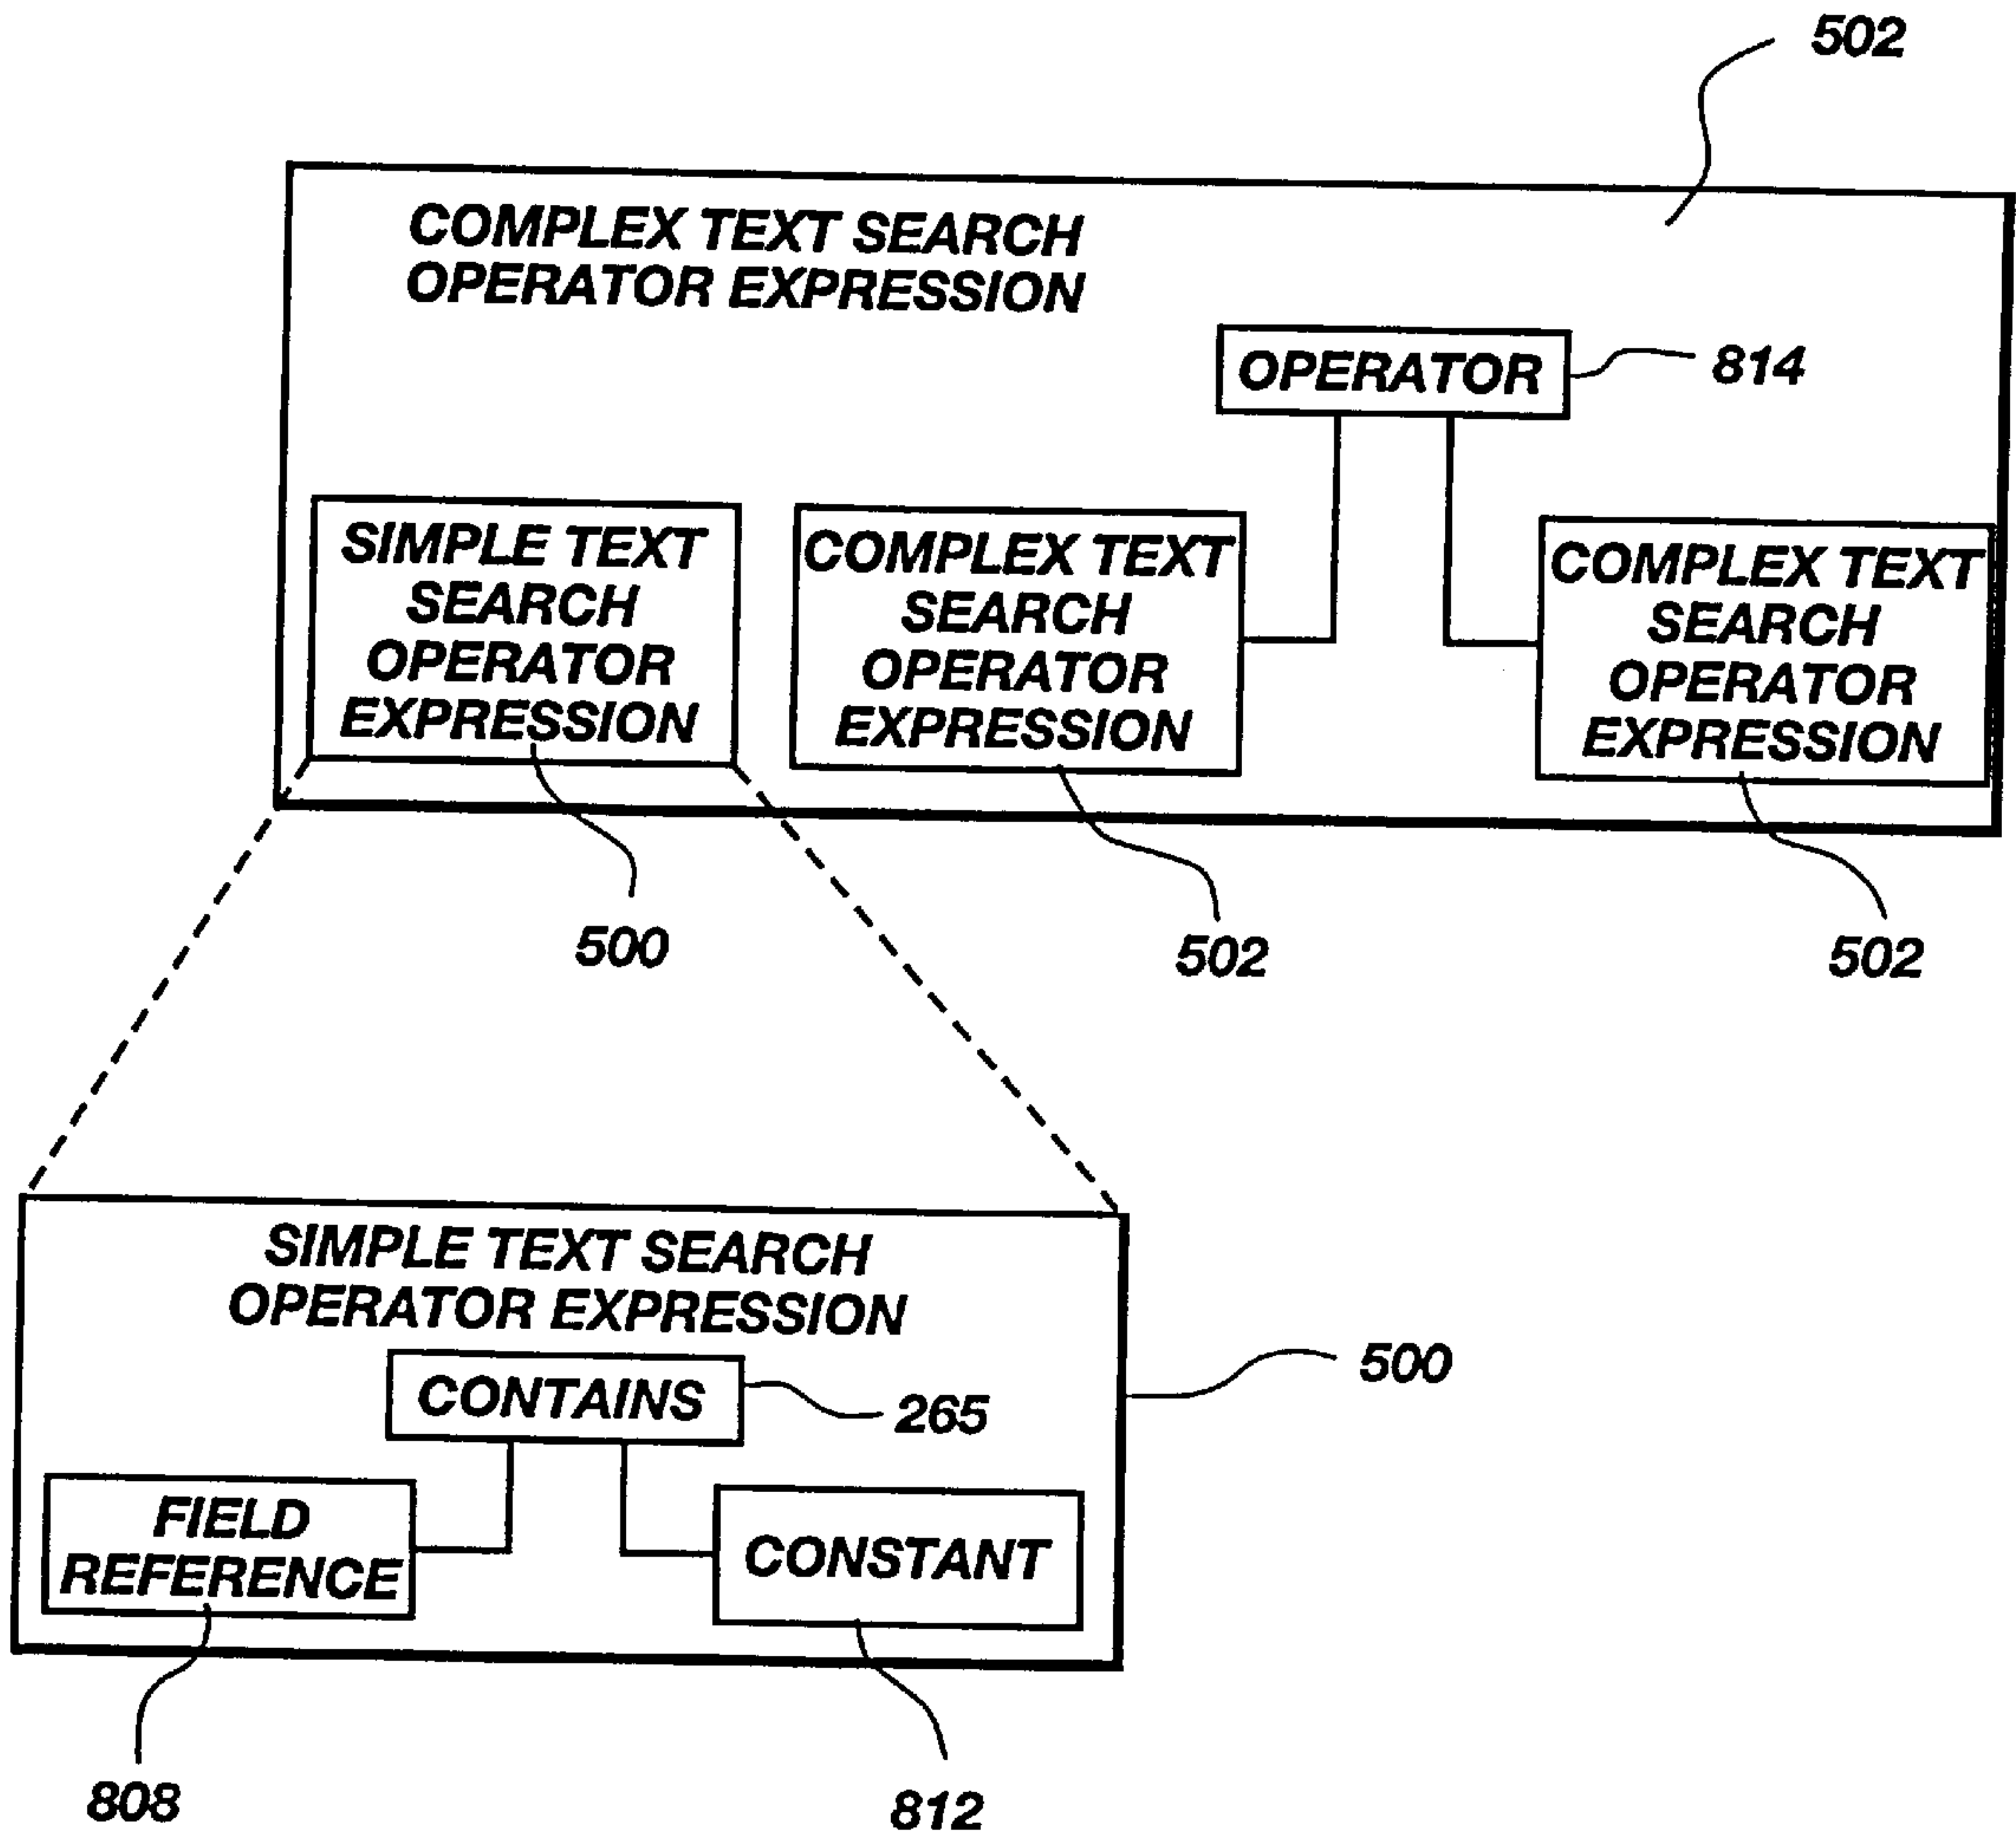 502
COMPLEX TEXT SEARCH
OPERATOR EXPRESSION
OPERATOR
814
SIMPLE TEXT
SEARCH
OPERATOR
EXPRESSION
COMPLEX TEXT
SEARCH
OPERATOR
EXPRESSION
COMPLEX TEXT
SEARCH
OPERATOR
EXPRESSION
500
502
502
SIMPLE TEXT SEARCH
OPERATOR EXPRESSION
500
CONTAINS
265
FIELD
REFERENCE
CONSTANT
808
812